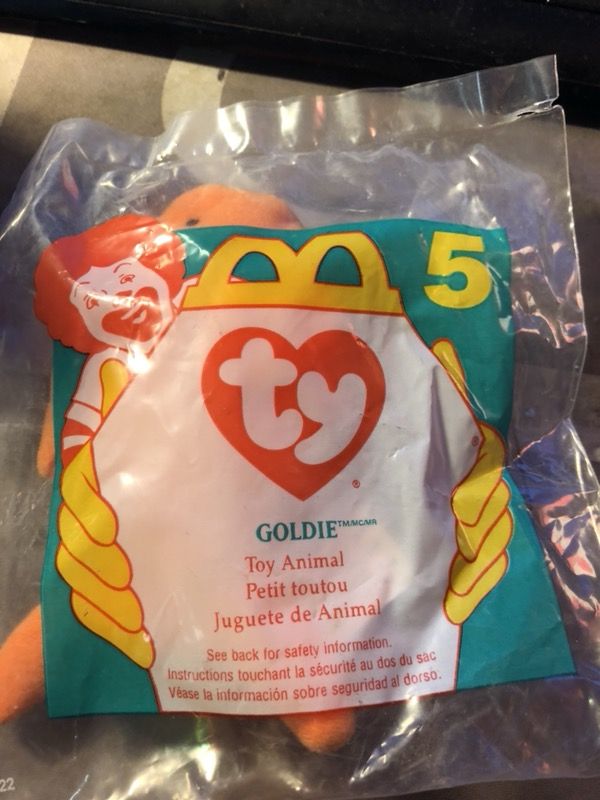 5
ty
®
GOLDIE™/MC/MR
Toy Animal
Petit toutou
Juguete de Animal
See back for safety information.
Instructions touchant la sécurité au dos du sac
Véase la información sobre seguridad al dorso.
22